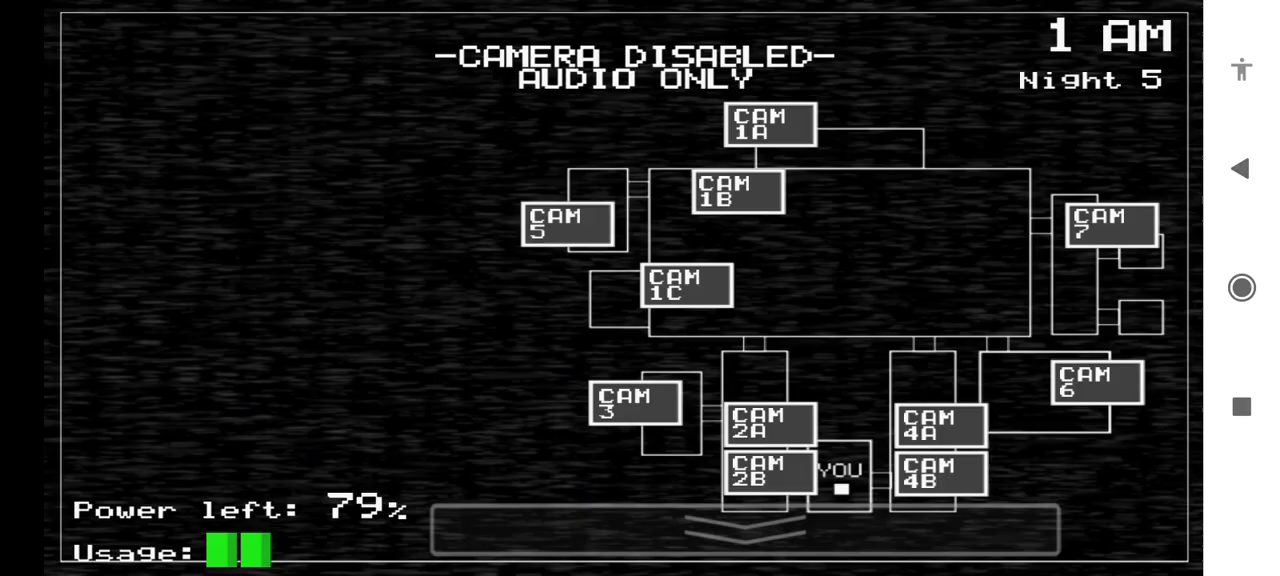 1 AM
-CAMERA DISABLED-
AUDIO ONLY
Night 5
CAM
1A
CAM
1B
CAM
5
CAM
7
CAM
1C
CAM
6
CAM
3
CAM
2A
CAM
4A
CAM
2B
YOU
CAM
4B
Power left: 79%
Usage: